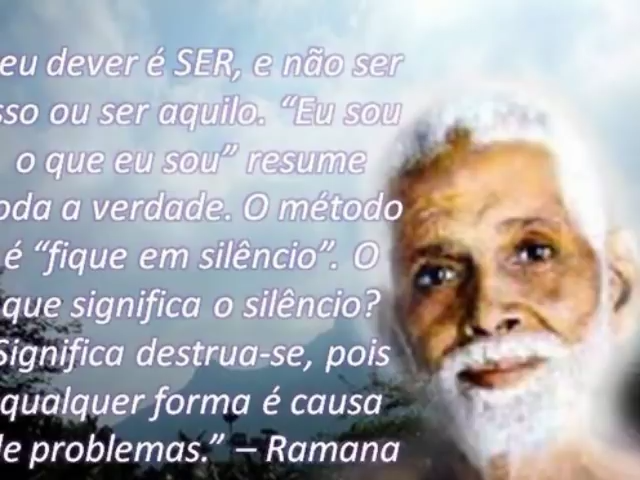 eu dever é SER, e não ser
sso ou ser aquilo. “Eu sou
o que eu sou” resume
oda a verdade. O método
é “fique em silêncio”. O
que significa o silêncio?
Significa destrua-se, pois
qualquer forma é causa
de problemas.” – Ramana